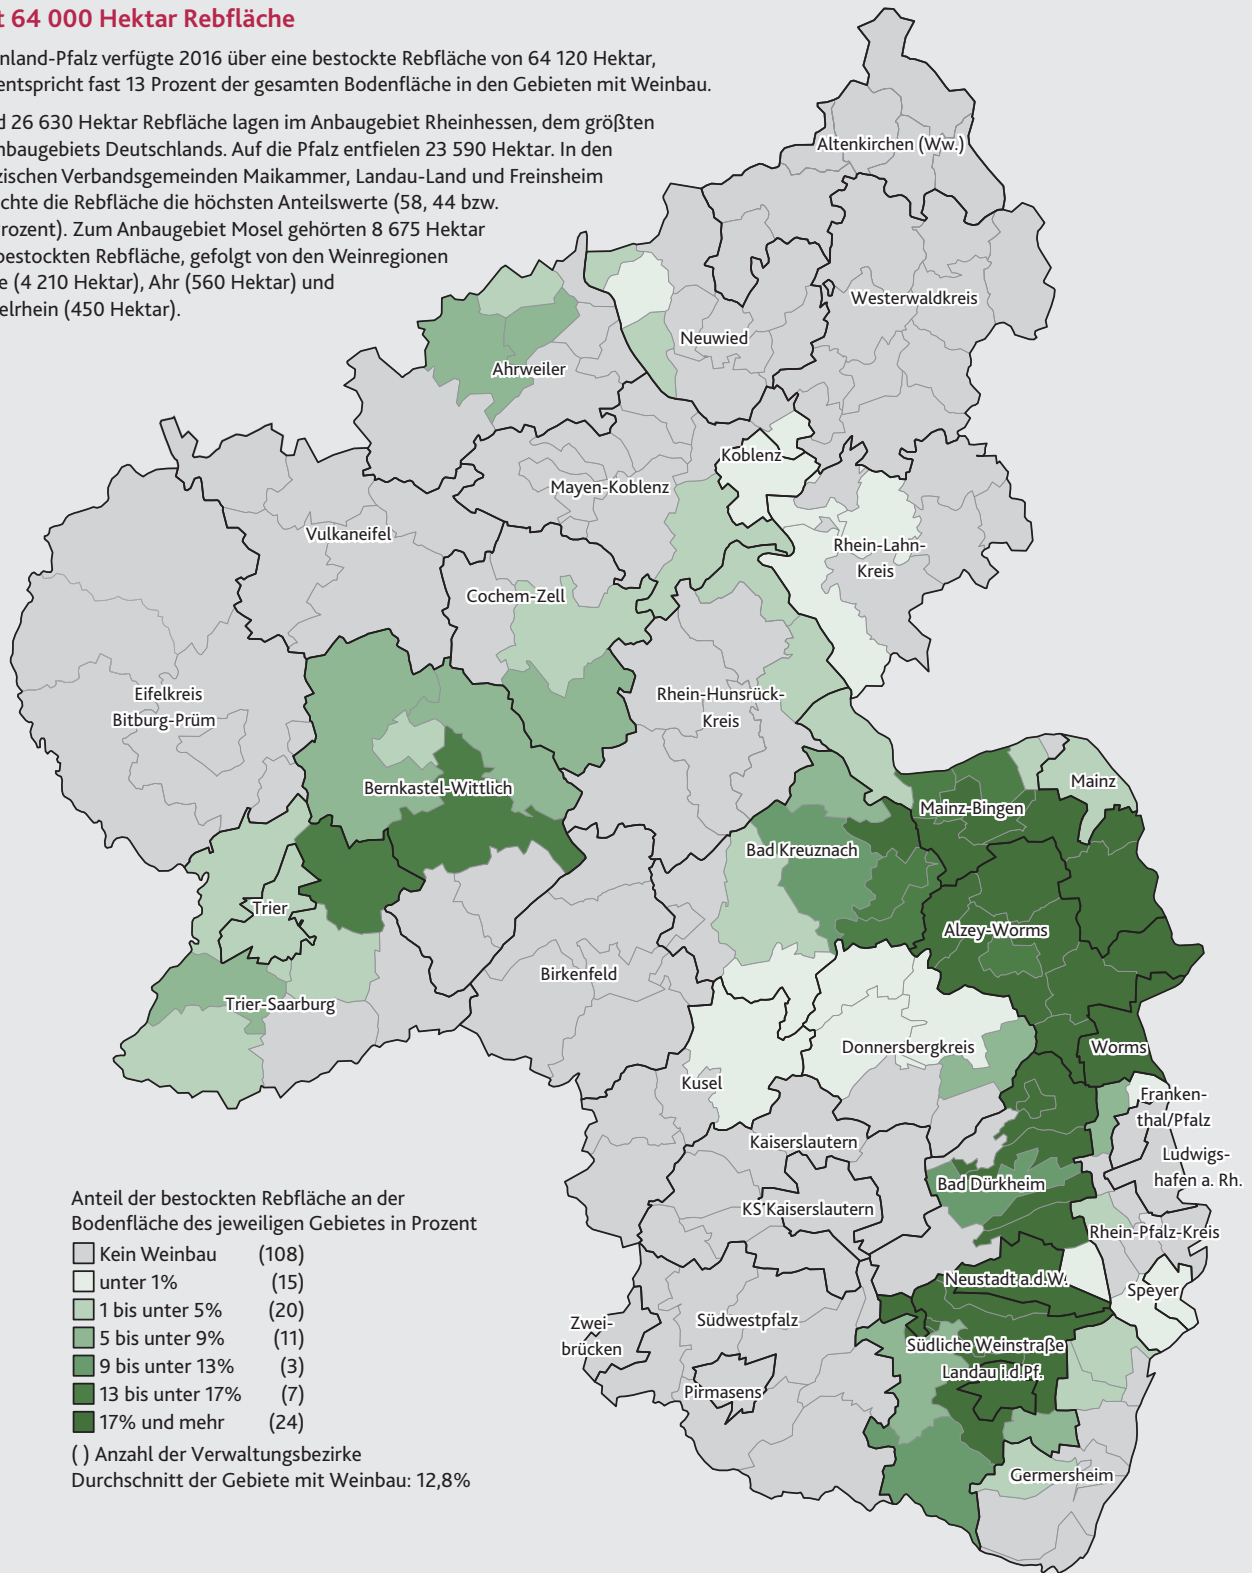 t 64 000 Hektar Rebfläche
nland-Pfalz verfügte 2016 über eine bestockte Rebfläche von 64 120 Hektar,
entspricht fast 13 Prozent der gesamten Bodenfläche in den Gebieten mit Weinbau.
d 26 630 Hektar Rebfläche lagen im Anbaugebiet Rheinhessen, dem größten
nbaugebiets Deutschlands. Auf die Pfalz entfielen 23 590 Hektar. In den
zischen Verbandsgemeinden Maikammer, Landau-Land und Freinsheim
chte die Rebfläche die höchsten Anteilswerte (58, 44 bzw.
rozent). Zum Anbaugebiet Mosel gehörten 8 675 Hektar
bestockten Rebfläche, gefolgt von den Weinregionen
e (4 210 Hektar), Ahr (560 Hektar) und
elrhein (450 Hektar).
Altenkirchen (Ww.)
Westerwaldkreis
Neuwied
Ahrweiler
Koblenz
Mayen-Koblenz
Vulkaneifel
Rhein-Lahn-
Kreis
Cochem-Zell
Eifelkreis
Bitburg-Prüm
Rhein-Hunsrück-
Kreis
Bernkastel-Wittlich
Mainz
Mainz-Bingen
Bad Kreuznach
Trier
Alzey-Worms
Birkenfeld
Trier-Saarburg
Donnersbergkreis
Worms
Kusel
Franken-
thal/Pfalz
Kaiserslautern
Ludwigs-
hafen a. Rh.
Bad Dürkheim
KS Kaiserslautern
Rhein-Pfalz-Kreis
Neustadt a.d.W.
Speyer
Zwei-
brücken
Südwestpfalz
Südliche Weinstraße
Landau i.d.Pf.
Pirmasens
Germersheim
Anteil der bestockten Rebfläche an der
Bodenfläche des jeweiligen Gebietes in Prozent
Kein Weinbau (108)
unter 1% (15)
1 bis unter 5% (20)
5 bis unter 9% (11)
9 bis unter 13% (3)
13 bis unter 17% (7)
17% und mehr (24)
( ) Anzahl der Verwaltungsbezirke
Durchschnitt der Gebiete mit Weinbau: 12,8%